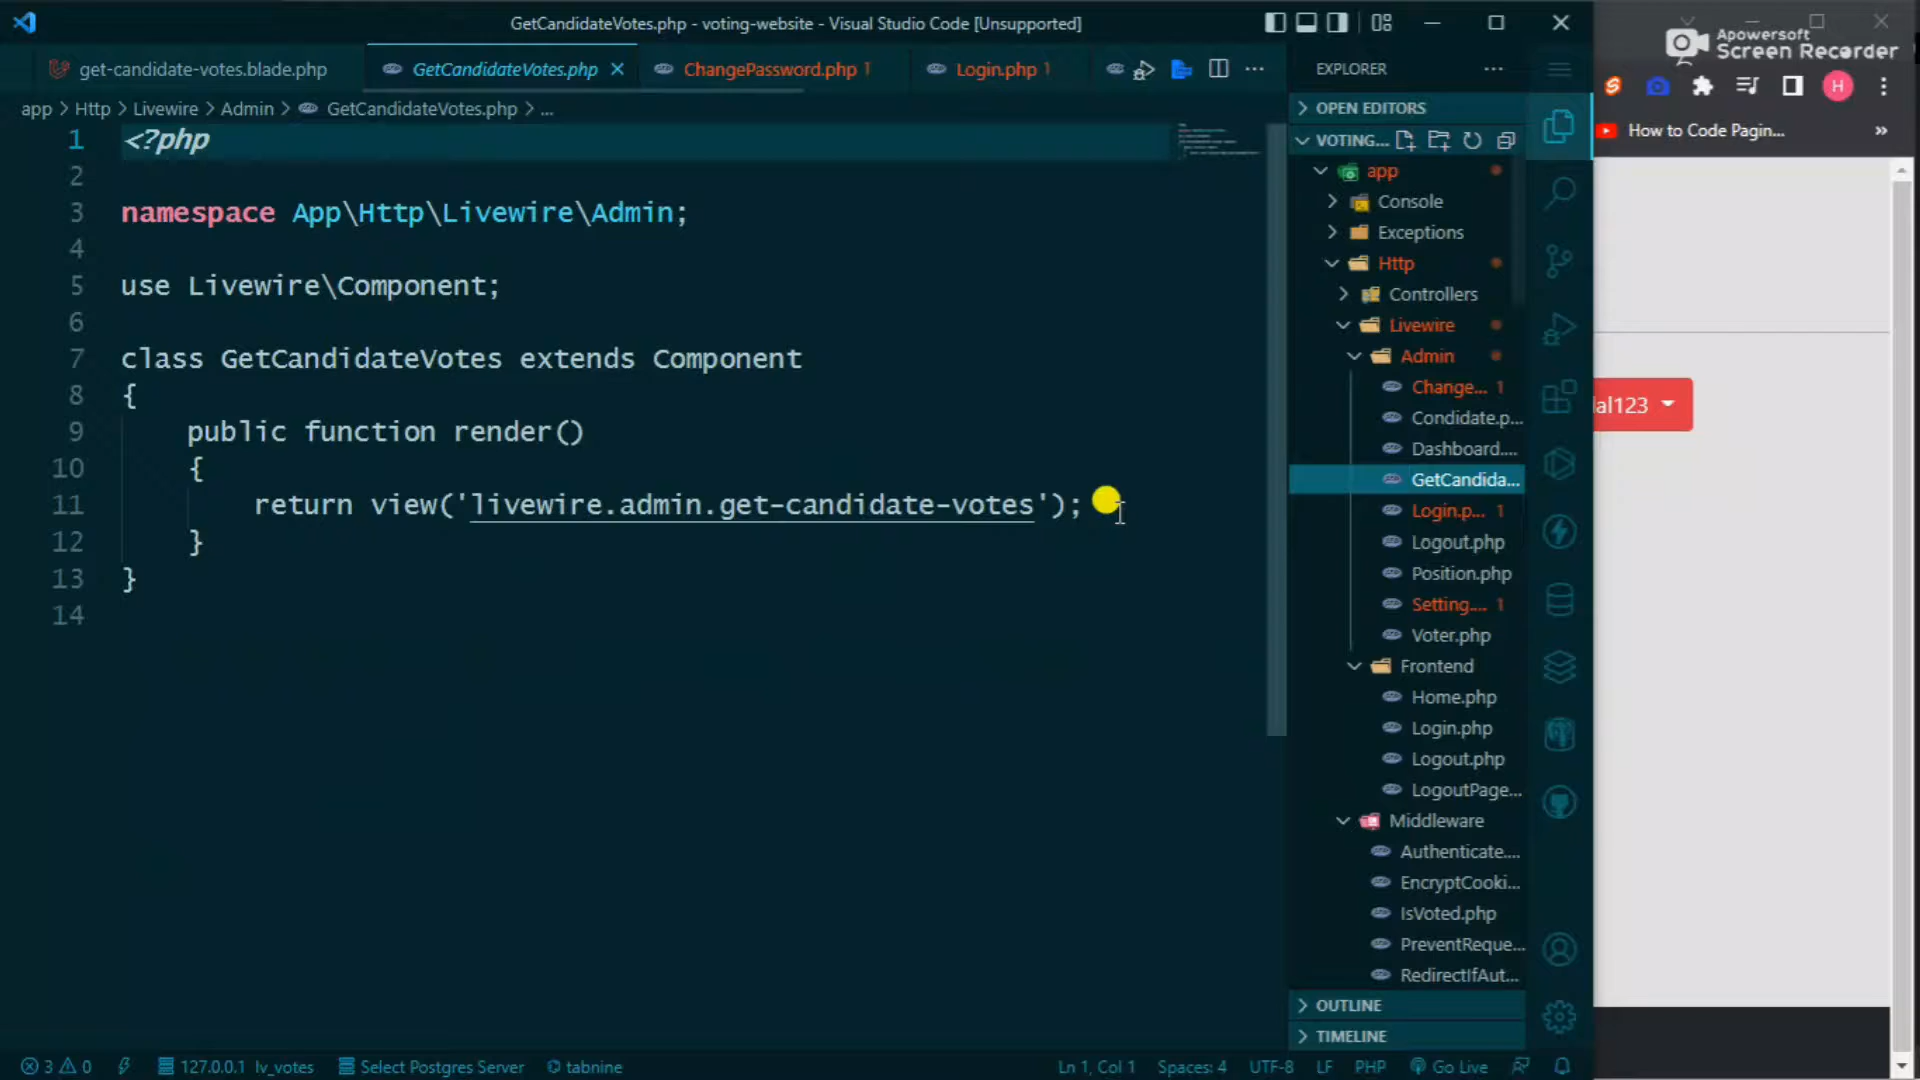 GetCandidateVotes.php - voting-website - Visual Studio Code [Unsupported]
Apowersoft
Screen Recorder
get-candidate-votes.blade.php
GetCandidateVotes.php
ChangePassword.php 1
Login.php 1
EXPLORER
H
app > Http > Livewire > Admin > GetCandidateVotes.php > ...
OPEN EDITORS
How to Code Pagin...
VOTING...
1 <?php
2
3 namespace App\Http\Livewire\Admin;
4
5 use Livewire\Component;
6
7 class GetCandidateVotes extends Component
8 {
9 public function render()
10 {
11 return view('livewire.admin.get-candidate-votes');
12 }
13 }
14
app
Console
Exceptions
Http
Controllers
Livewire
Admin
Change... 1
Condidate.p...
Dashboard....
GetCandida...
Login.p... 1
Logout.php
Position.php
Setting.... 1
Voter.php
Frontend
Home.php
Login.php
Logout.php
LogoutPage...
Middleware
Authenticate....
EncryptCooki...
IsVoted.php
PreventReque...
RedirectIfAut...
OUTLINE
TIMELINE
al123
3 0
127.0.0.1 lv_votes
Select Postgres Server
tabnine
Ln 1, Col 1
Spaces: 4
UTF-8
LF
PHP
Go Live